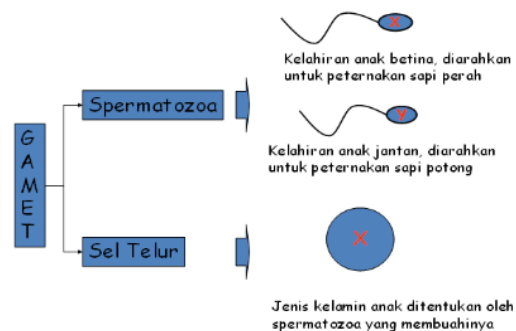 GAMET
Spermatozoa
X
Kelahiran anak betina, diarahkan
untuk peternakan sapi perah
Y
Kelahiran anak jantan, diarahkan
untuk peternakan sapi potong
Sel Telur
X
Jenis kelamin anak ditentukan oleh
spermatozoa yang membuahinya